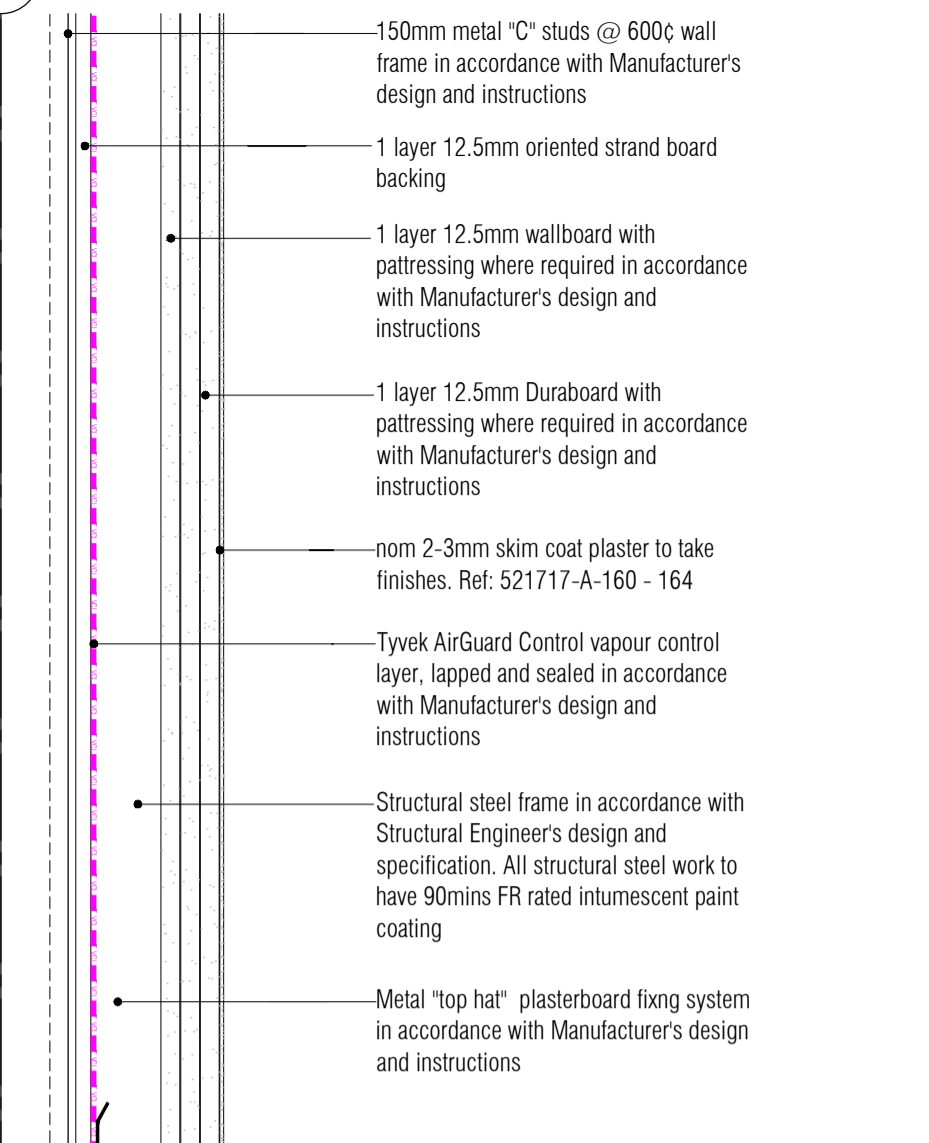 150mm metal "C" studs @ 600¢ wall
frame in accordance with Manufacturer's
design and instructions
1 layer 12.5mm oriented strand board
backing
1 layer 12.5mm wallboard with
pattressing where required in accordance
with Manufacturer's design and
instructions
1 layer 12.5mm Duraboard with
pattressing where required in accordance
with Manufacturer's design and
instructions
nom 2-3mm skim coat plaster to take
finishes. Ref: 521717-A-160 - 164
Tyvek AirGuard Control vapour control
layer, lapped and sealed in accordance
with Manufacturer's design and
instructions
Structural steel frame in accordance with
Structural Engineer's design and
specification. All structural steel work to
have 90mins FR rated intumescent paint
coating
Metal "top hat"  plasterboard fixng system
in accordance with Manufacturer's design
and instructions